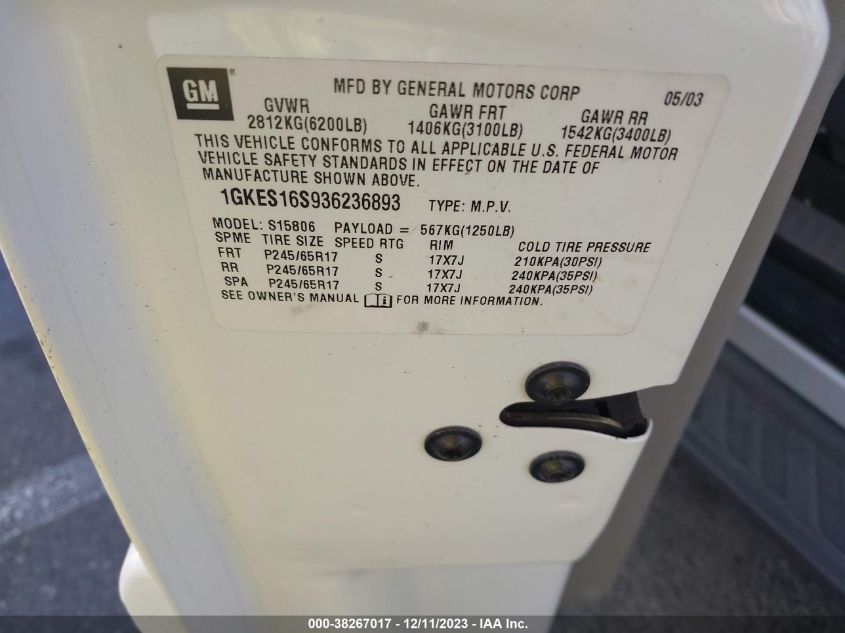 GM®
MFD BY GENERAL MOTORS CORP 05/03
GVWR GAWR FRT GAWR RR
2812KG(6200LB) 1406KG(3100LB) 1542KG(3400LB)
THIS VEHICLE CONFORMS TO ALL APPLICABLE U.S. FEDERAL MOTOR
VEHICLE SAFETY STANDARDS IN EFFECT ON THE DATE OF
MANUFACTURE SHOWN ABOVE.
1GKES16S936236893 TYPE: M.P.V.
MODEL: S15806 PAYLOAD = 567KG(1250LB)
SPME TIRE SIZE SPEED RTG RIM COLD TIRE PRESSURE
FRT P245/65R17 S 17X7J 210KPA(30PSI)
RR P245/65R17 S 17X7J 240KPA(35PSI)
SPA P245/65R17 S 17X7J 240KPA(35PSI)
SEE OWNER'S MANUAL i FOR MORE INFORMATION.
000-38267017 - 12/11/2023 - IAA Inc.